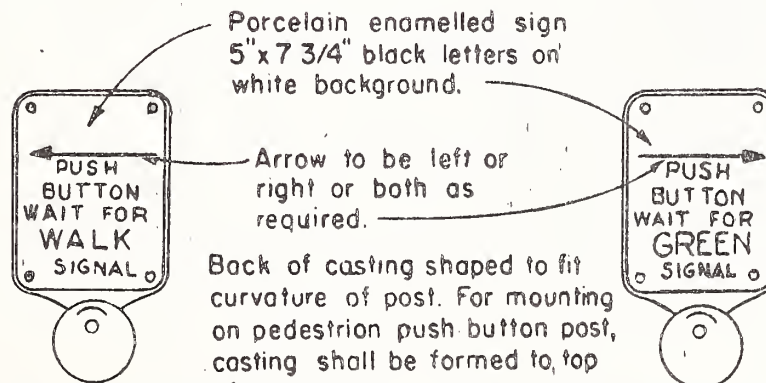 Porcelain enamelled sign
5"x 7 3/4" black letters on
white background.
PUSH
BUTTON
WAIT FOR
WALK
SIGNAL
Arrow to be left or
right or both as
required.
PUSH
BUTTON
WAIT FOR
GREEN
SIGNAL
Back of casting shaped to fit
curvature of post. For mounting
on pedestrion push button post,
casting shall be formed to, top